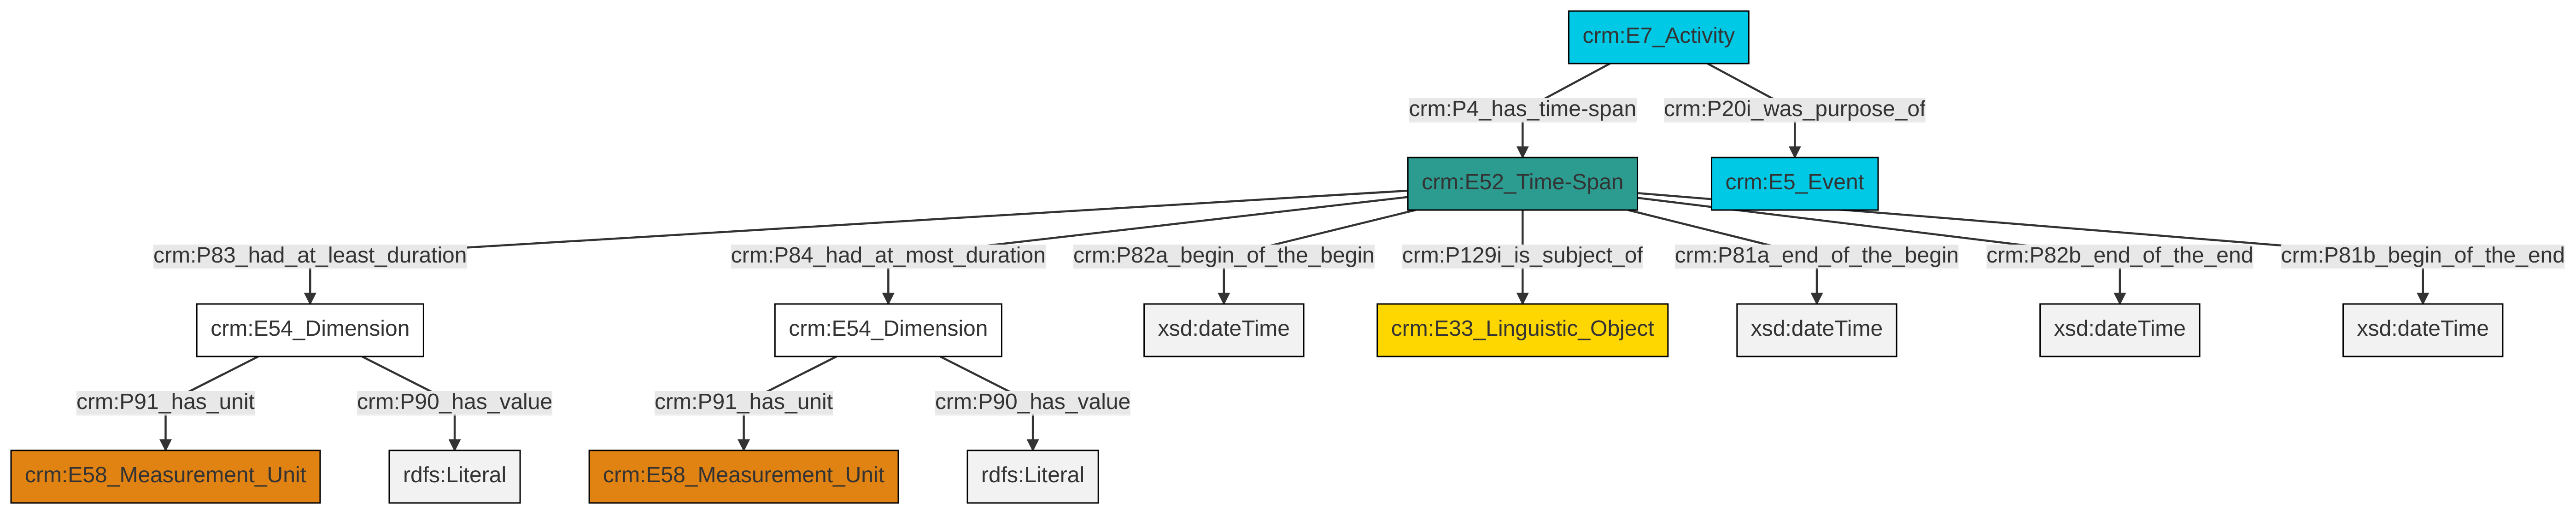 crm:E7_Activity
crm:P4_has_time-span
crm:P20i_was_purpose_of
crm:E52_Time-Span
crm:E5_Event
crm:P83_had_at_least_duration
crm:P84_had_at_most_duration
crm:P82a_begin_of_the_begin
crm:P129i_is_subject_of
crm:P81a_end_of_the_begin
crm:P82b_end_of_the_end
crm:P81b_begin_of_the_end
crm:E54_Dimension
crm:E54_Dimension
xsd:dateTime
crm:E33_Linguistic_Object
xsd:dateTime
xsd:dateTime
xsd:dateTime
crm:P91_has_unit
crm:P90_has_value
crm:P91_has_unit
crm:P90_has_value
crm:E58_Measurement_Unit
rdfs:Literal
crm:E58_Measurement_Unit
rdfs:Literal